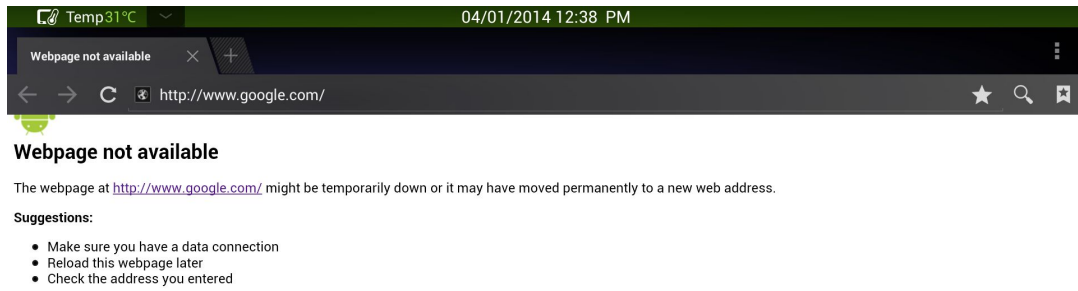 Temp31°C
04/01/2014 12:38 PM
Webpage not available
http://www.google.com/
Webpage not available
The webpage at http://www.google.com/ might be temporarily down or it may have moved permanently to a new web address.
Suggestions:
Make sure you have a data connection
Reload this webpage later
Check the address you entered